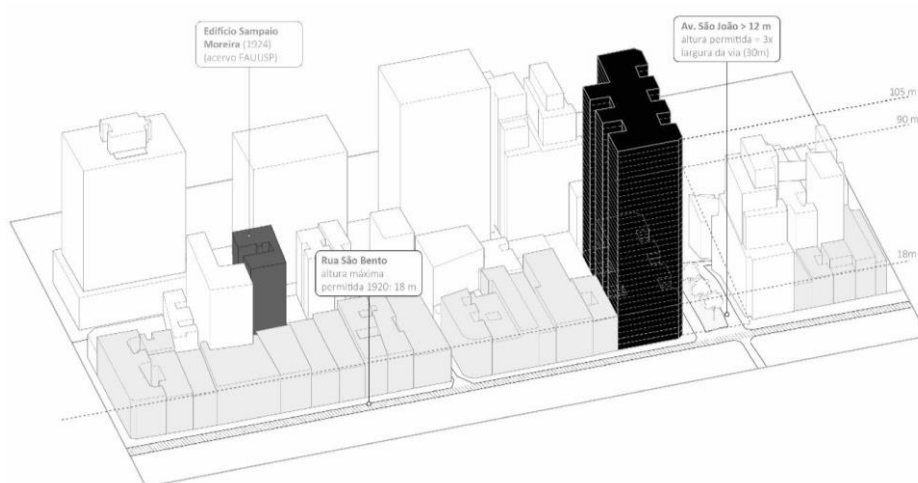 Edifício Sampaio
Moreira (1924)
(acervo FAUUSP)
Av. São João > 12 m
altura permitida = 3x
largura da via (30m)
105 m
90 m
Rua São Bento
altura máxima
permitida 1920: 18 m
18m